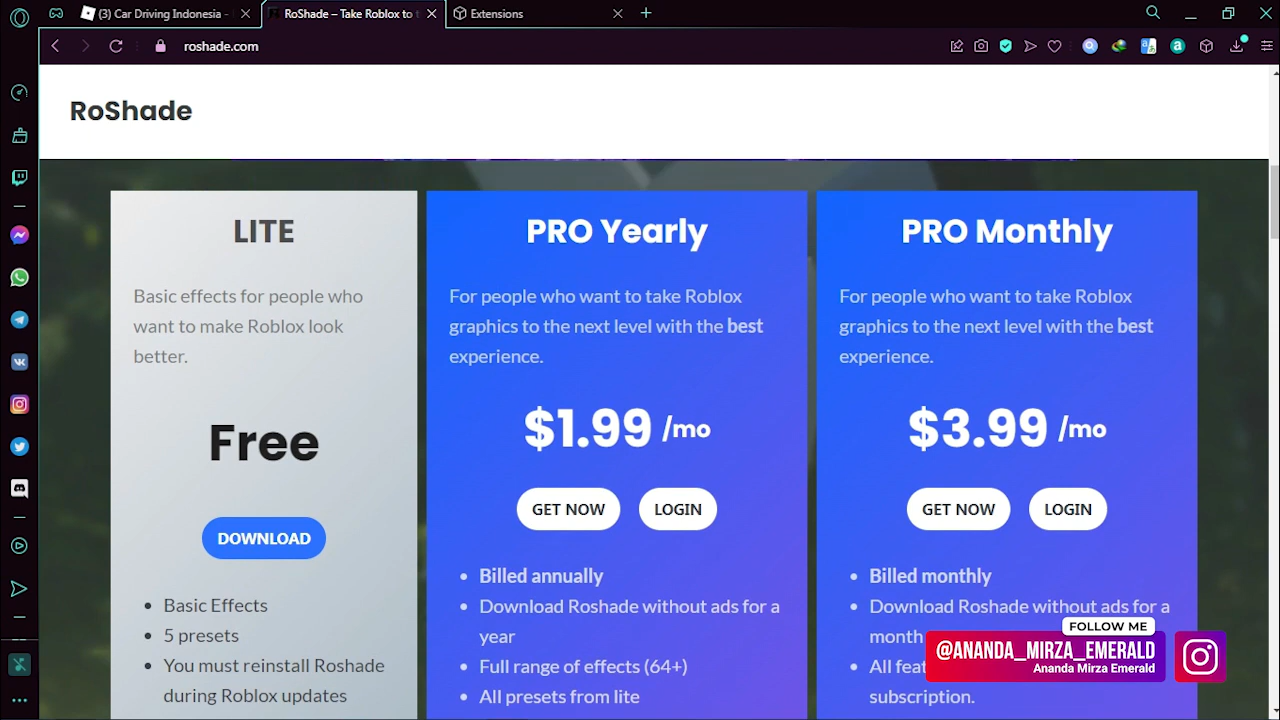 (3) Car Driving Indonesia -
RoShade – Take Roblox to t
Extensions
roshade.com
RoShade
LITE
Basic effects for people who
want to make Roblox look
better.
Free
DOWNLOAD
Basic Effects
5 presets
You must reinstall Roshade
during Roblox updates
PRO Yearly
For people who want to take Roblox
graphics to the next level with the best
experience.
$1.99 /mo
GET NOW LOGIN
Billed annually
Download Roshade without ads for a
year
Full range of effects (64+)
All presets from lite
PRO Monthly
For people who want to take Roblox
graphics to the next level with the best
experience.
$3.99 /mo
GET NOW LOGIN
Billed monthly
Download Roshade without ads for a
month
All feat
subscription.
FOLLOW ME
@ANANDA_MIRZA_EMERALD
Ananda Mirza Emerald